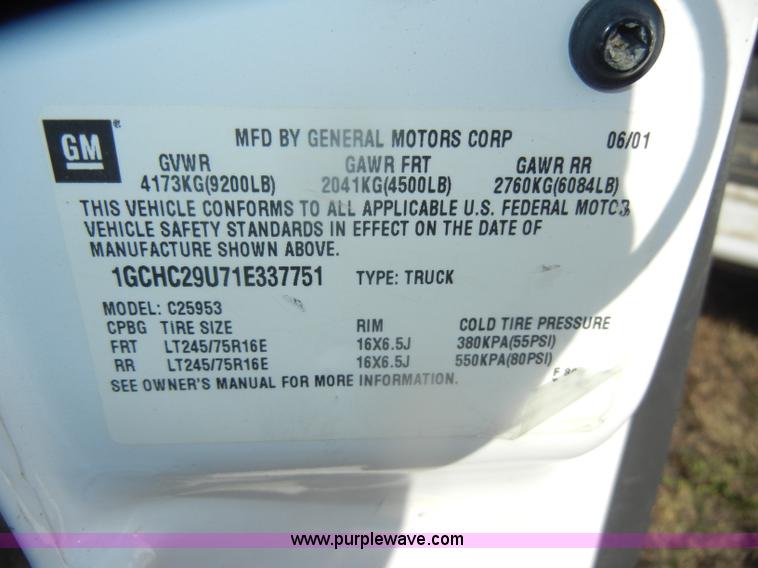 GM
MFD BY GENERAL MOTORS CORP 06/01
GVWR GAWR FRT GAWR RR
4173KG(9200LB) 2041KG(4500LB) 2760KG(6084LB)
THIS VEHICLE CONFORMS TO ALL APPLICABLE U.S. FEDERAL MOTOR
VEHICLE SAFETY STANDARDS IN EFFECT ON THE DATE OF
MANUFACTURE SHOWN ABOVE.
1GCHC29U71E337751 TYPE: TRUCK
MODEL: C25953
CPBG TIRE SIZE RIM COLD TIRE PRESSURE
FRT LT245/75R16E 16X6.5J 380KPA(55PSI)
RR LT245/75R16E 16X6.5J 550KPA(80PSI)
SEE OWNER'S MANUAL FOR MORE INFORMATION.
www.purplewave.com